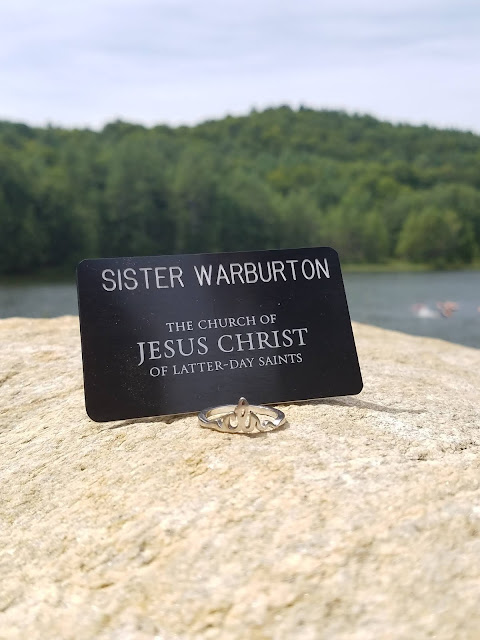 SISTER WARBURTON
THE CHURCH OF
JESUS CHRIST
OF LATTER-DAY SAINTS